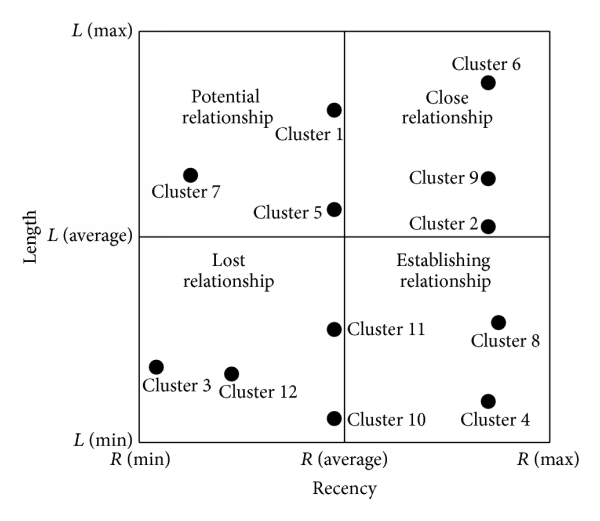 L (max)
Cluster 6
Potential
relationship
Close
relationship
Cluster 1
Cluster 7
Cluster 9
Cluster 5
Cluster 2
Length
L (average)
Lost
relationship
Establishing
relationship
Cluster 11
Cluster 8
Cluster 3
Cluster 12
Cluster 10
Cluster 4
L (min)
R (min)
R (average)
R (max)
Recency